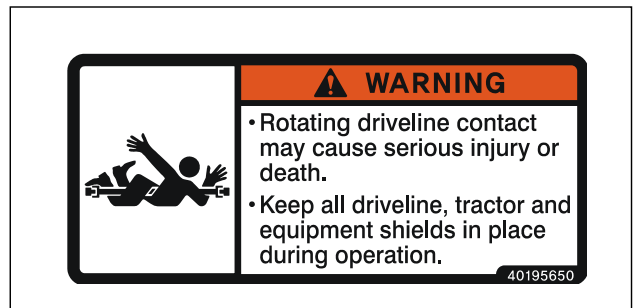 WARNING
• Rotating driveline contact
may cause serious injury or
death.
• Keep all driveline, tractor and
equipment shields in place
during operation.
40195650